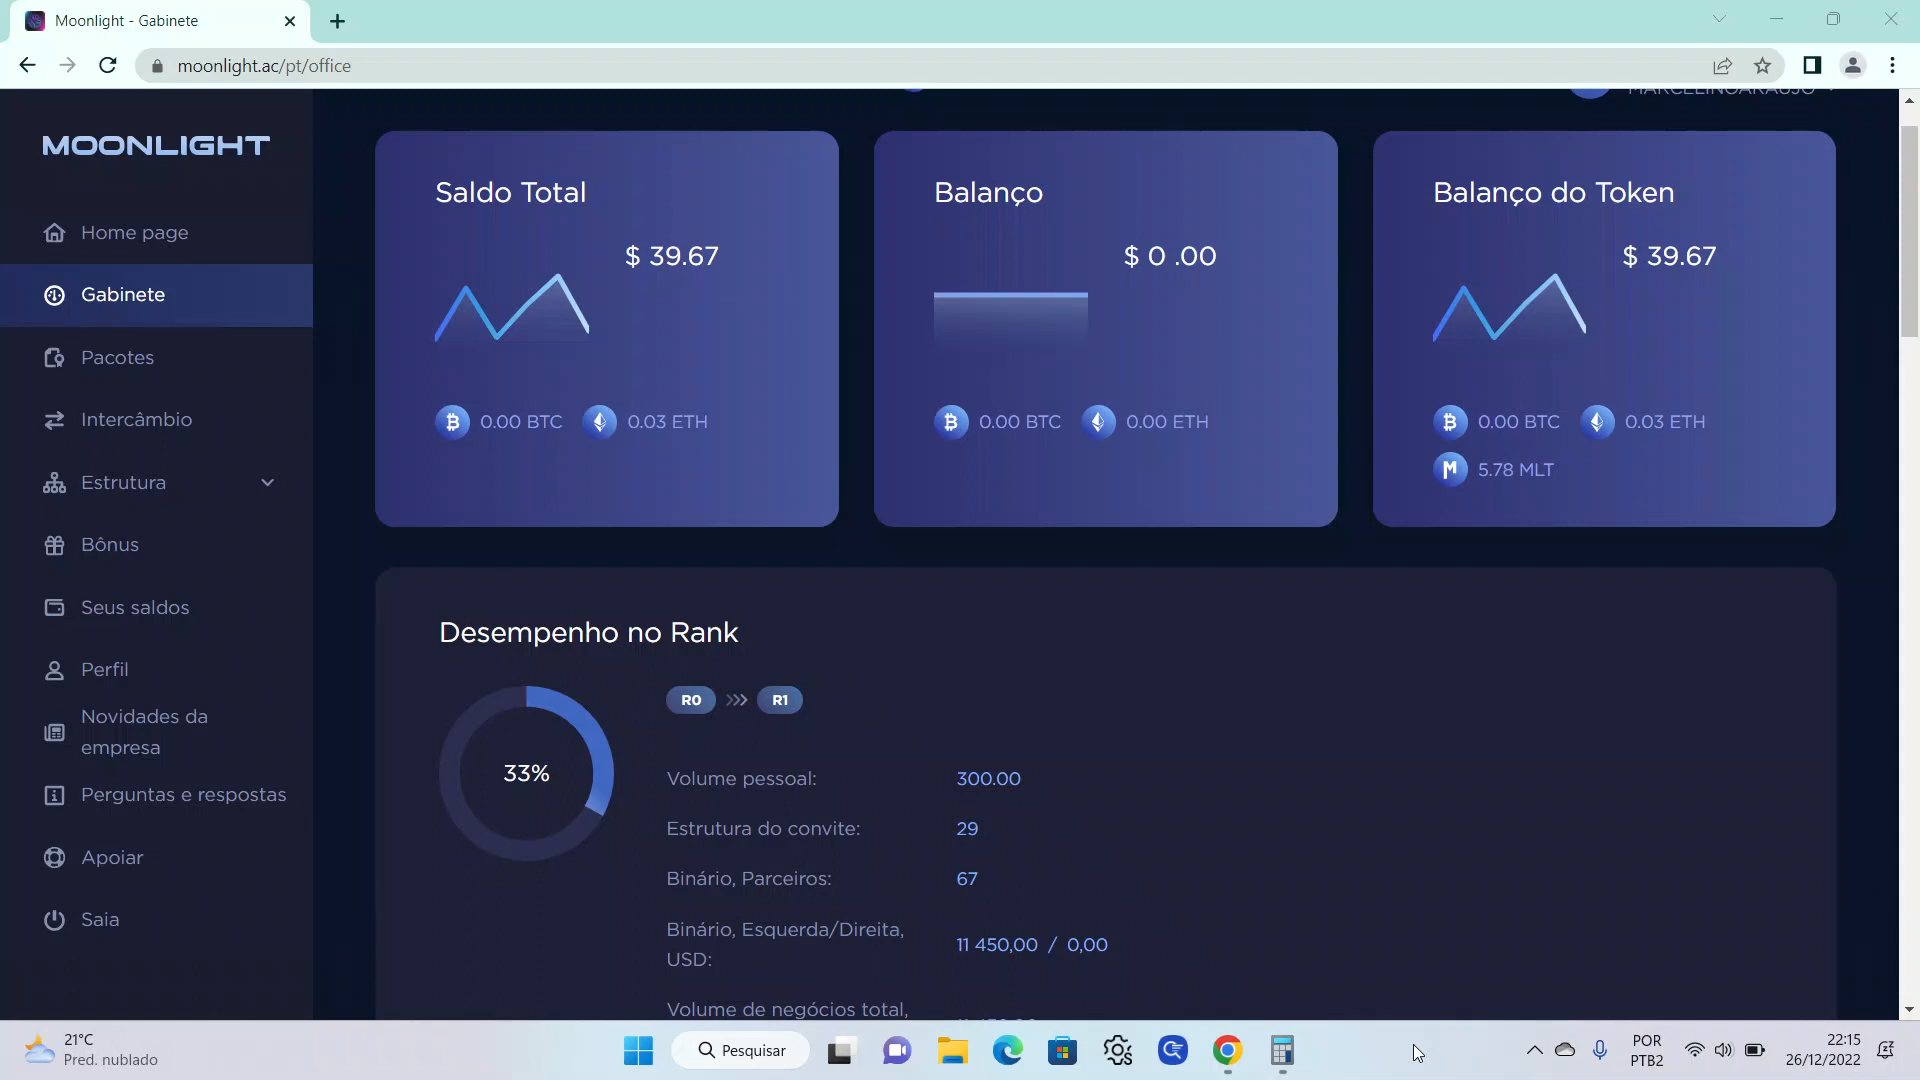 Moonlight - Gabinete
moonlight.ac/pt/office
MARCELINOARAUJO
MOONLIGHT
Home page
Gabinete
Pacotes
Intercâmbio
Estrutura
Bônus
Seus saldos
Perfil
Novidades da
empresa
Perguntas e respostas
Apoiar
Saia
Saldo Total
$ 39.67
0.00 BTC
0.03 ETH
Balanço
$ 0 .00
0.00 BTC
0.00 ETH
Balanço do Token
$ 39.67
0.00 BTC
0.03 ETH
M
5.78 MLT
Desempenho no Rank
33%
R0
R1
Volume pessoal: 300.00
Estrutura do convite: 29
Binário, Parceiros: 67
Binário, Esquerda/Direita,
USD:
11 450,00 / 0,00
Volume de negócios total,
21°C
Pred. nublado
Pesquisar
POR
PTB2
22:15
26/12/2022